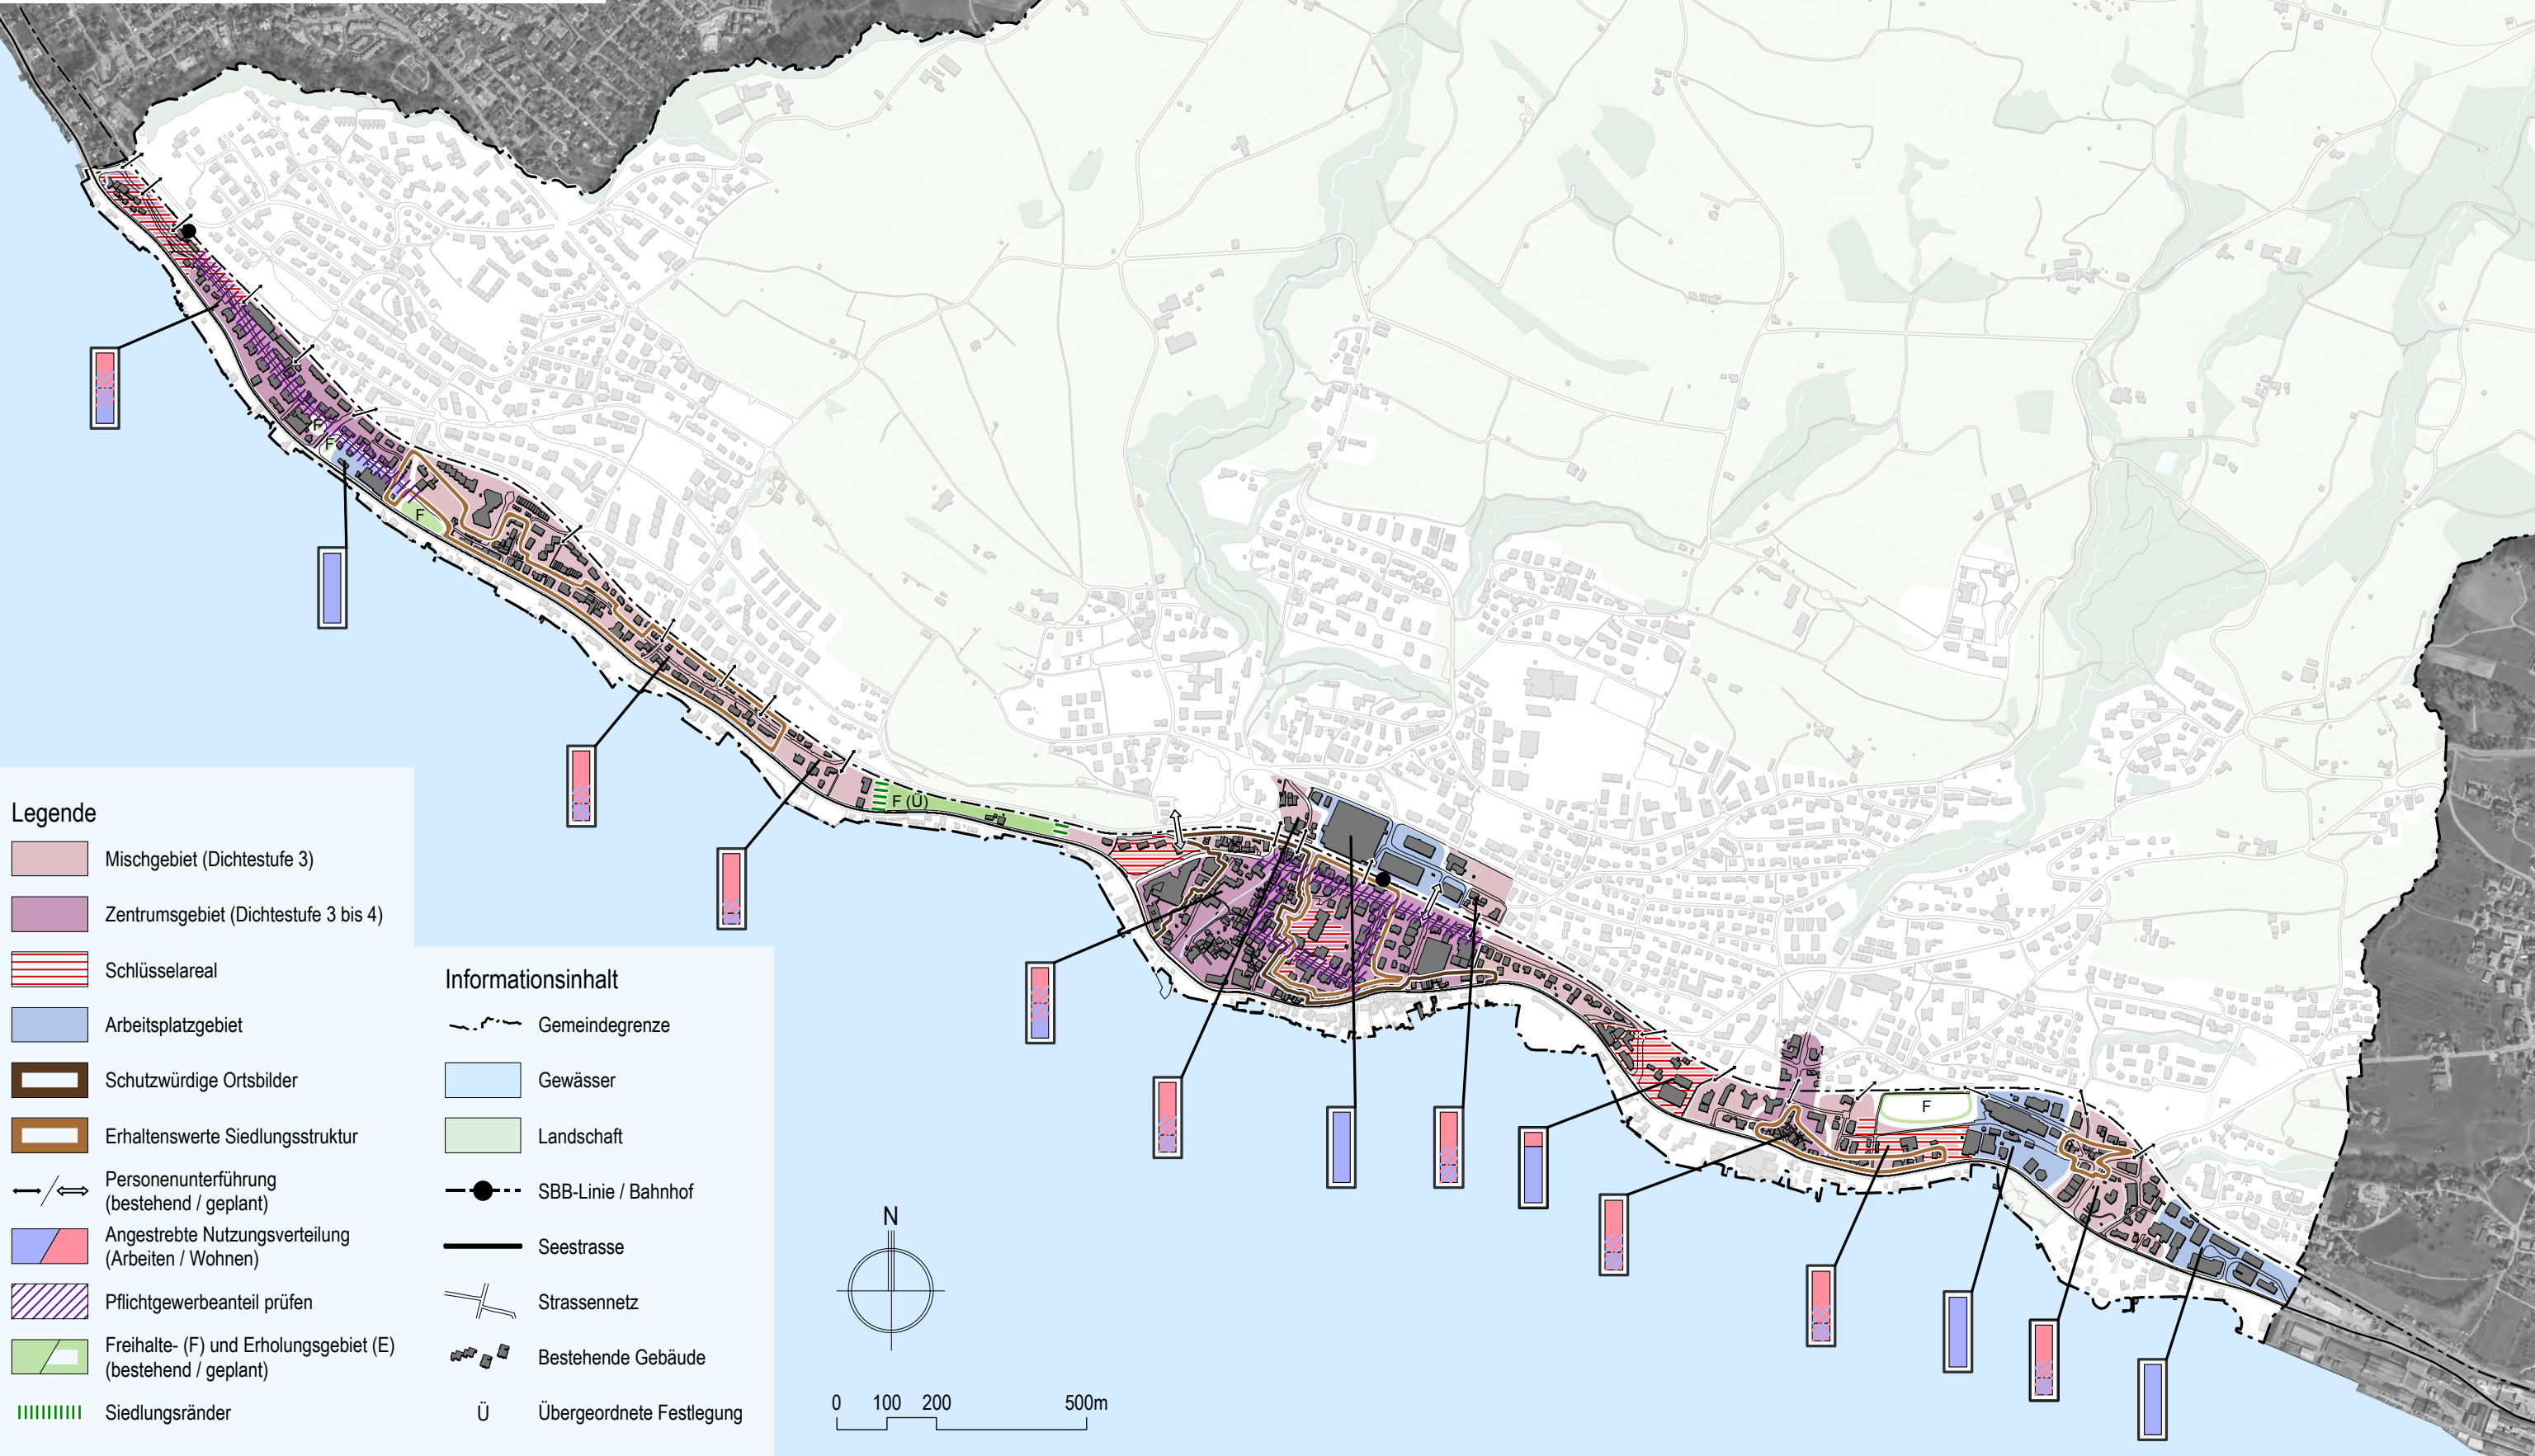 F
F
F
F (Ü)
F
Legende
Mischgebiet (Dichtestufe 3)
Zentrumsgebiet (Dichtestufe 3 bis 4)
Schlüsselareal
Arbeitsplatzgebiet
Schutzwürdige Ortsbilder
Erhaltenswerte Siedlungsstruktur
Personenunterführung
(bestehend / geplant)
Angestrebte Nutzungsverteilung
(Arbeiten / Wohnen)
Pflichtgewerbeanteil prüfen
Freihalte- (F) und Erholungsgebiet (E)
(bestehend / geplant)
Siedlungsränder
Informationsinhalt
Gemeindegrenze
Gewässer
Landschaft
SBB-Linie / Bahnhof
Seestrasse
Strassennetz
Bestehende Gebäude
Ü Übergeordnete Festlegung
N
0 100 200 500m